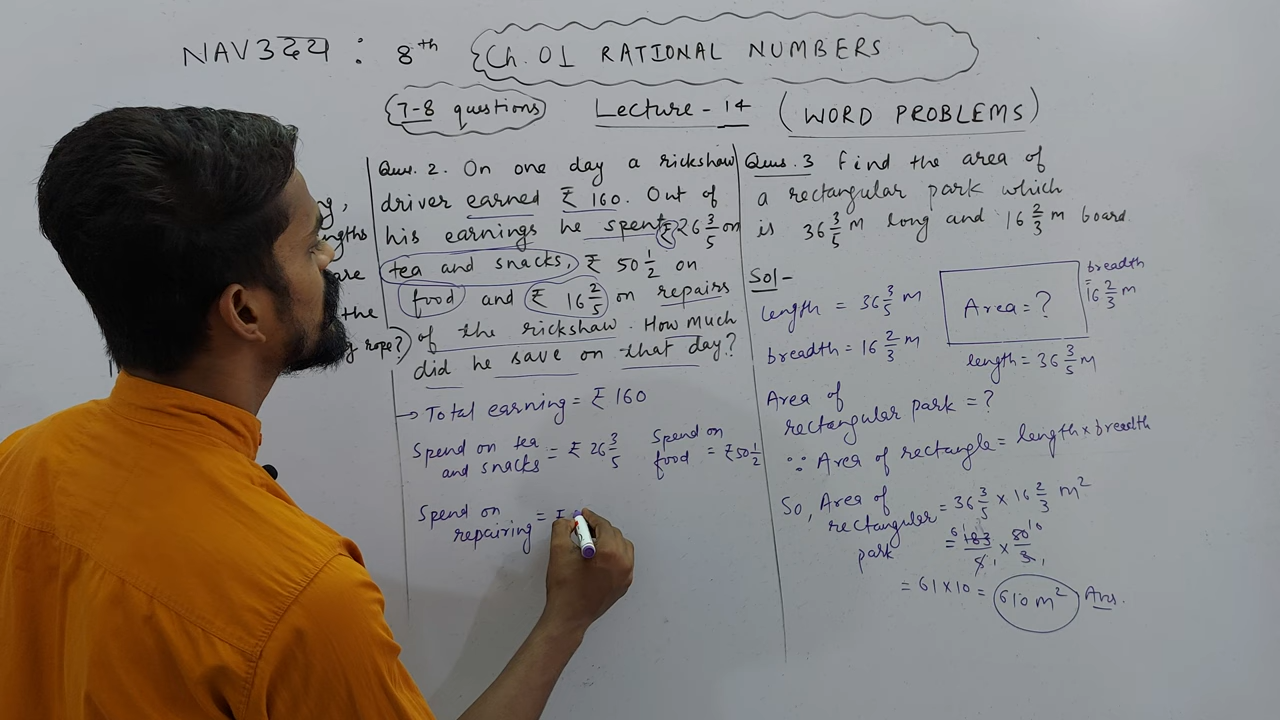 NAV322 : 8th Ch. 01 RATIONAL NUMBERS
7-8 questions Lecture - 14 (WORD PROBLEMS)
are
the
rope?
Ques. 2. On one day a rickshaw
driver earned ₹ 160. Out of
his earnings he spent ₹ 26 3/5 on
tea and snacks, ₹ 50 1/2 on
food and ₹ 16 2/5 on repairs
of the rickshaw. How much
did he save on that day?
→ Total earning = ₹ 160
Spend on tea and snacks = ₹ 26 3/5
Spend on food = ₹50 1/2
Spend on
repairing = ₹
Ques. 3 Find the area of
a rectangular park which
is 36 3/5 m long and 16 2/3 m board.
Sol -
length = 36 3/5 m
breadth = 16 2/3 m
Area = ?
breadth
= 16 2/3 m
length = 36 3/5 m
Area of
rectangular park = ?
∵ Area of rectangle = length × breadth
So, Area of
rectangular
park
= 36 3/5 × 16 2/3 m²
= 183/5 × 50/3
= 61 × 10 = 610 m² Ans.